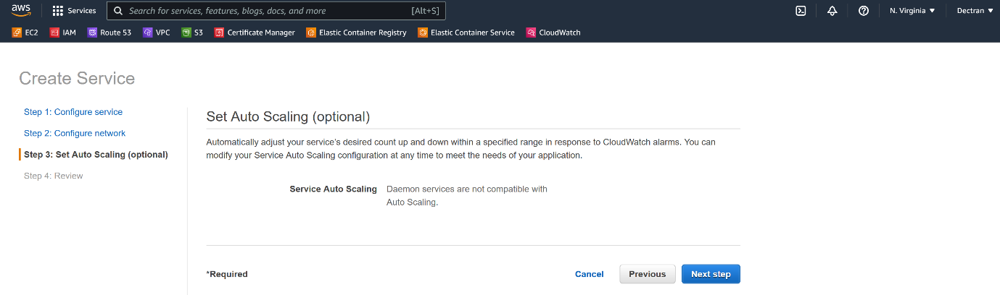 aws Services Search for services, features, blogs, docs, and more [Alt+S] N. Virginia Dectran
EC2 IAM Route 53 VPC S3 Certificate Manager Elastic Container Registry Elastic Container Service CloudWatch
Create Service
Step 1: Configure service
Step 2: Configure network
Step 3: Set Auto Scaling (optional)
Step 4: Review
Set Auto Scaling (optional)
Automatically adjust your service's desired count up and down within a specified range in response to CloudWatch alarms. You can
modify your Service Auto Scaling configuration at any time to meet the needs of your application.
Service Auto Scaling Daemon services are not compatible with
Auto Scaling.
*Required Cancel Previous Next step